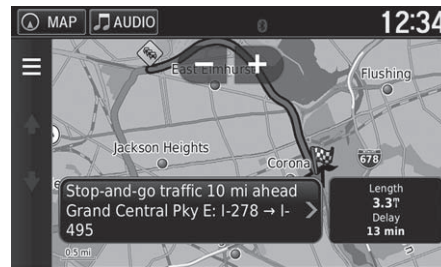 MAP AUDIO 12:34
East Elmhurst
Flushing
Jackson Heights
Corona
678
Stop-and-go traffic 10 mi ahead
Grand Central Pky E: I-278 → I-
495
Length
3.3
Delay
13 min
0.5 mi